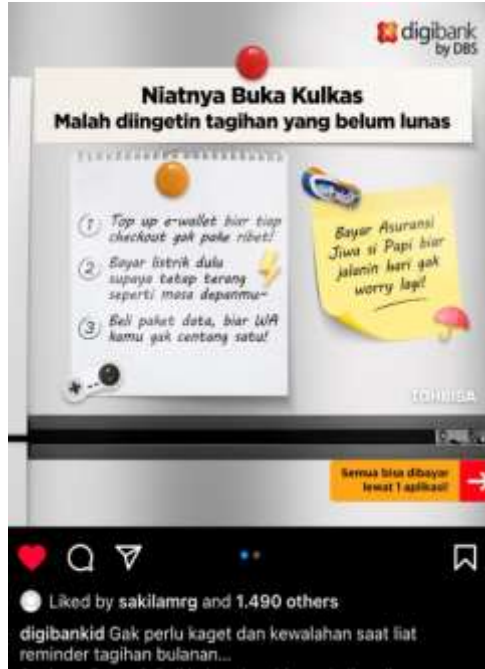 digibank
by DBS
Niatnya Buka Kulkas
Malah diingetin tagihan yang belum lunas
1 Top up e-wallet biar tiap
checkout gak pake ribet!
2 Bayar listrik dulu
supaya tetap terang
seperti masa depanmu~
3 Beli paket data, biar WA
kamu gak centang satu!
Bayar Asuransi
Jiwa si Papi biar
jalanin hari gak
worry lagi!
Semua bisa dibayar
lewat 1 aplikasi!
Liked by sakilamrg and 1.490 others
digibankid Gak perlu kaget dan kewalahan saat liat
reminder tagihan bulanan...